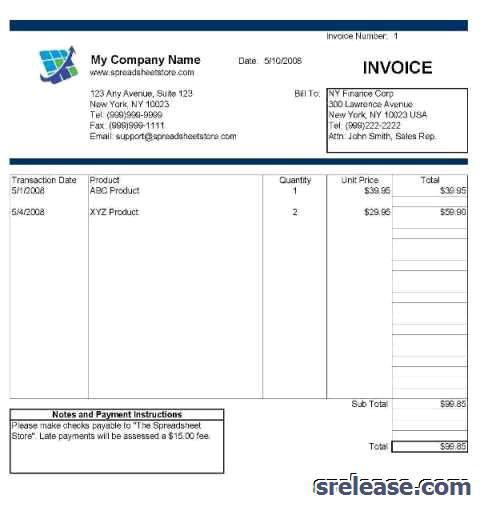 Invoice Number: 1
My Company Name
www.spreadsheetstore.com
Date: 5/10/2008
INVOICE
123 Any Avenue, Suite 123
New York, NY 10023
Tel: (999)999-9999
Fax: (999)999-1111
Email: support@spreadsheetstore.com
Bill To:
NY Finance Corp
300 Lawrence Avenue
New York, NY 10023 USA
Tel. (999)222-2222
Attn: John Smith, Sales Rep.
Transaction Date Product Quantity Unit Price Total
5/1/2008 ABC Product 1 $39.95 $39.95
5/4/2008 XYZ Product 2 $29.95 $59.90
Sub Total $99.85
Notes and Payment Instructions
Please make checks payable to "The Spreadsheet
Store". Late payments will be assessed a $15.00 fee.
Total $99.85
srelease.com